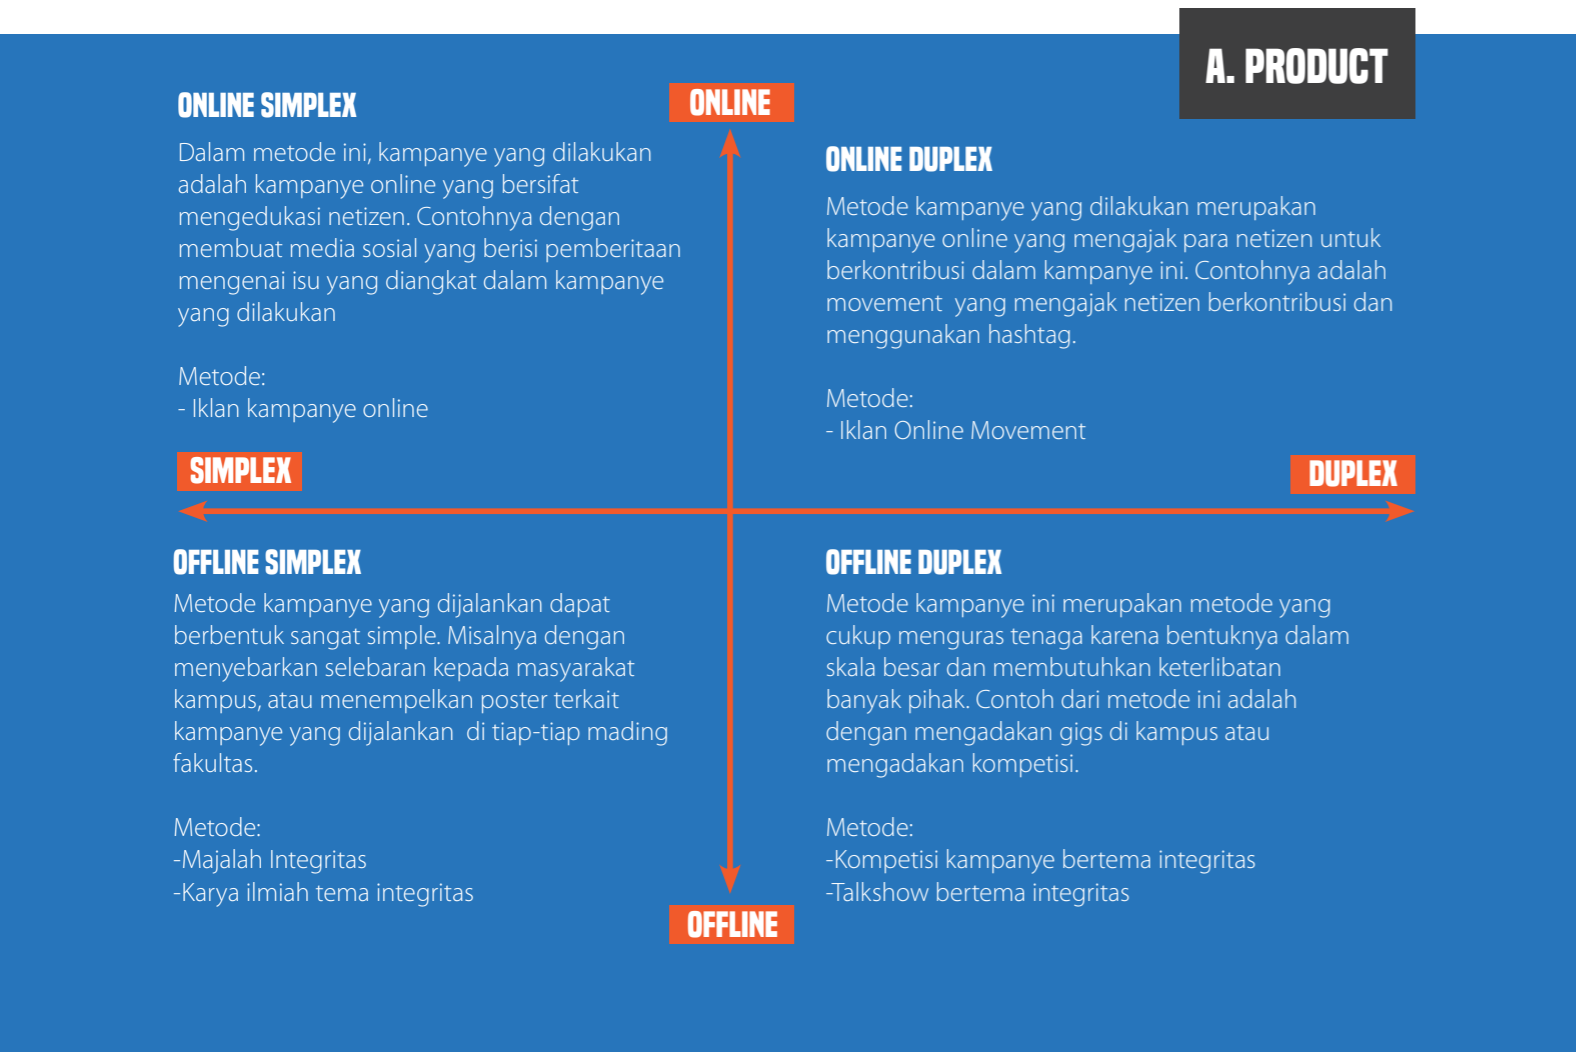 A. PRODUCT
ONLINE
ONLINE SIMPLEX
Dalam metode ini, kampanye yang dilakukan
adalah kampanye online yang bersifat
mengedukasi netizen. Contohnya dengan
membuat media sosial yang berisi pemberitaan
mengenai isu yang diangkat dalam kampanye
yang dilakukan
Metode:
- Iklan kampanye online
ONLINE DUPLEX
Metode kampanye yang dilakukan merupakan
kampanye online yang mengajak para netizen untuk
berkontribusi dalam kampanye ini. Contohnya adalah
movement  yang mengajak netizen berkontribusi dan
menggunakan hashtag.
Metode:
- Iklan Online Movement
SIMPLEX
DUPLEX
OFFLINE SIMPLEX
Metode kampanye yang dijalankan dapat
berbentuk sangat simple. Misalnya dengan
menyebarkan selebaran kepada masyarakat
kampus, atau menempelkan poster terkait
kampanye yang dijalankan  di tiap-tiap mading
fakultas.
Metode:
-Majalah Integritas
-Karya ilmiah tema integritas
OFFLINE DUPLEX
Metode kampanye ini merupakan metode yang
cukup menguras tenaga karena bentuknya dalam
skala besar dan membutuhkan keterlibatan
banyak pihak. Contoh dari metode ini adalah
dengan mengadakan gigs di kampus atau
mengadakan kompetisi.
Metode:
-Kompetisi kampanye bertema integritas
-Talkshow bertema integritas
OFFLINE